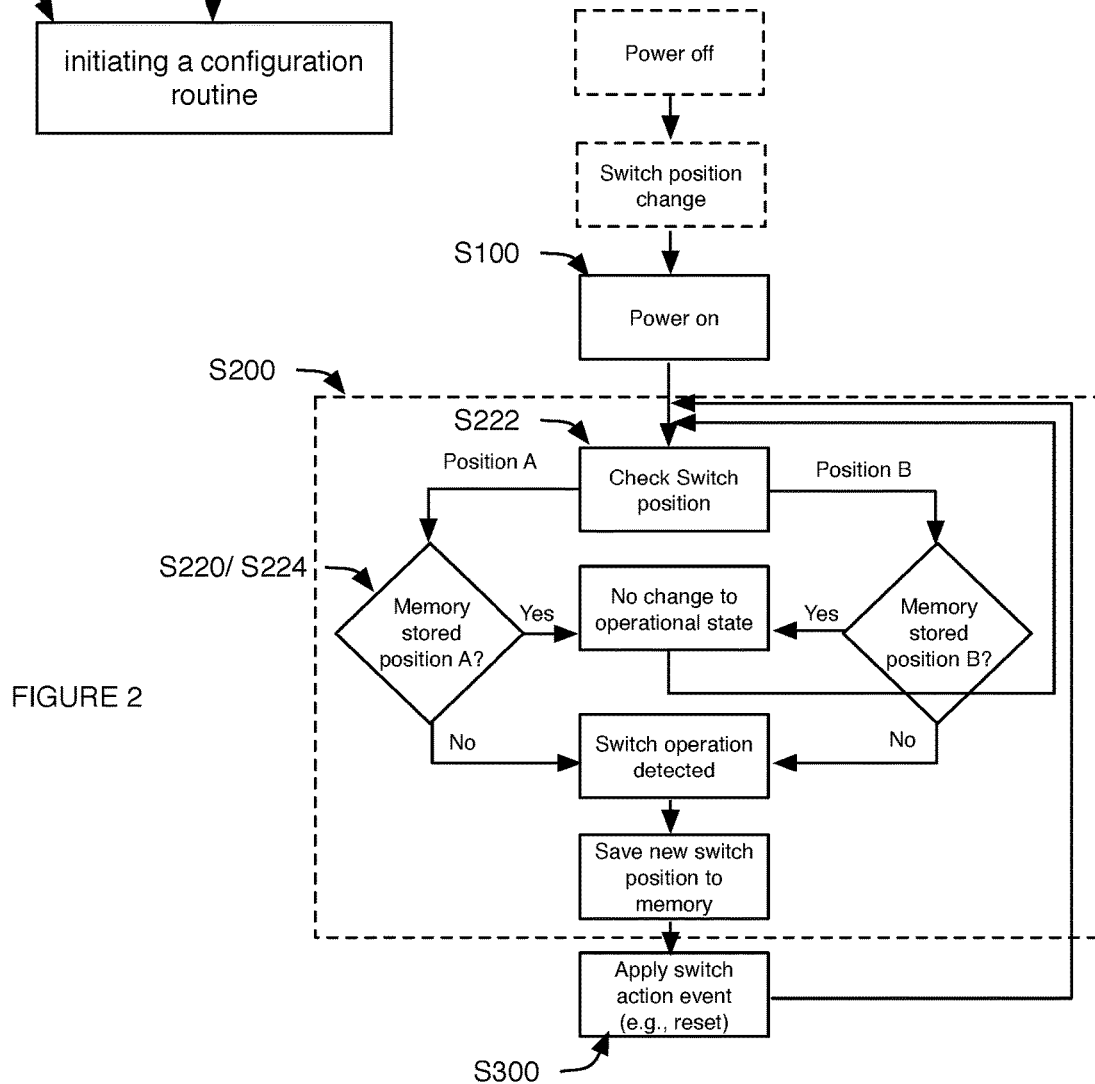 initiating a configuration
routine
Power off
Switch position
change
S100
Power on
S200
S222
Position A
Check Switch
position
Position B
S220/ S224
Memory
stored
position A?
Yes
No change to
operational state
Yes
Memory
stored
position B?
FIGURE 2
No
Switch operation
detected
No
Save new switch
position to
memory
Apply switch
action event
(e.g., reset)
S300